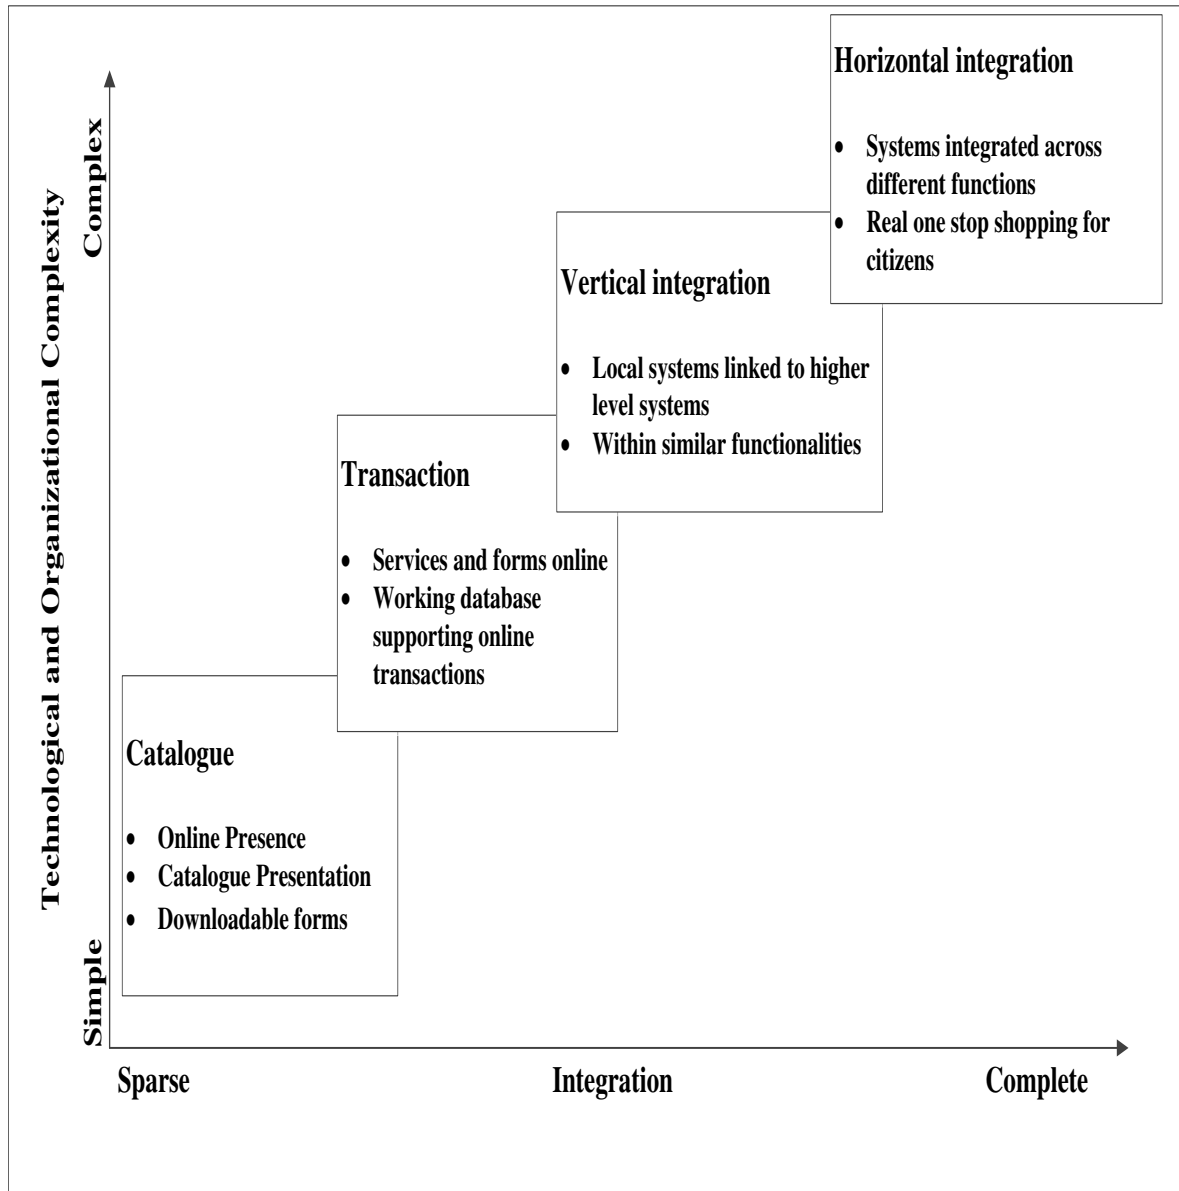 Horizontal integration
• Systems integrated across
different functions
• Real one stop shopping for
citizens
Vertical integration
• Local systems linked to higher
level systems
• Within similar functionalities
Transaction
• Services and forms online
• Working database
supporting online
transactions
Catalogue
• Online Presence
• Catalogue Presentation
• Downloadable forms
Technological and Organizational Complexity
Complex
Simple
Sparse
Integration
Complete